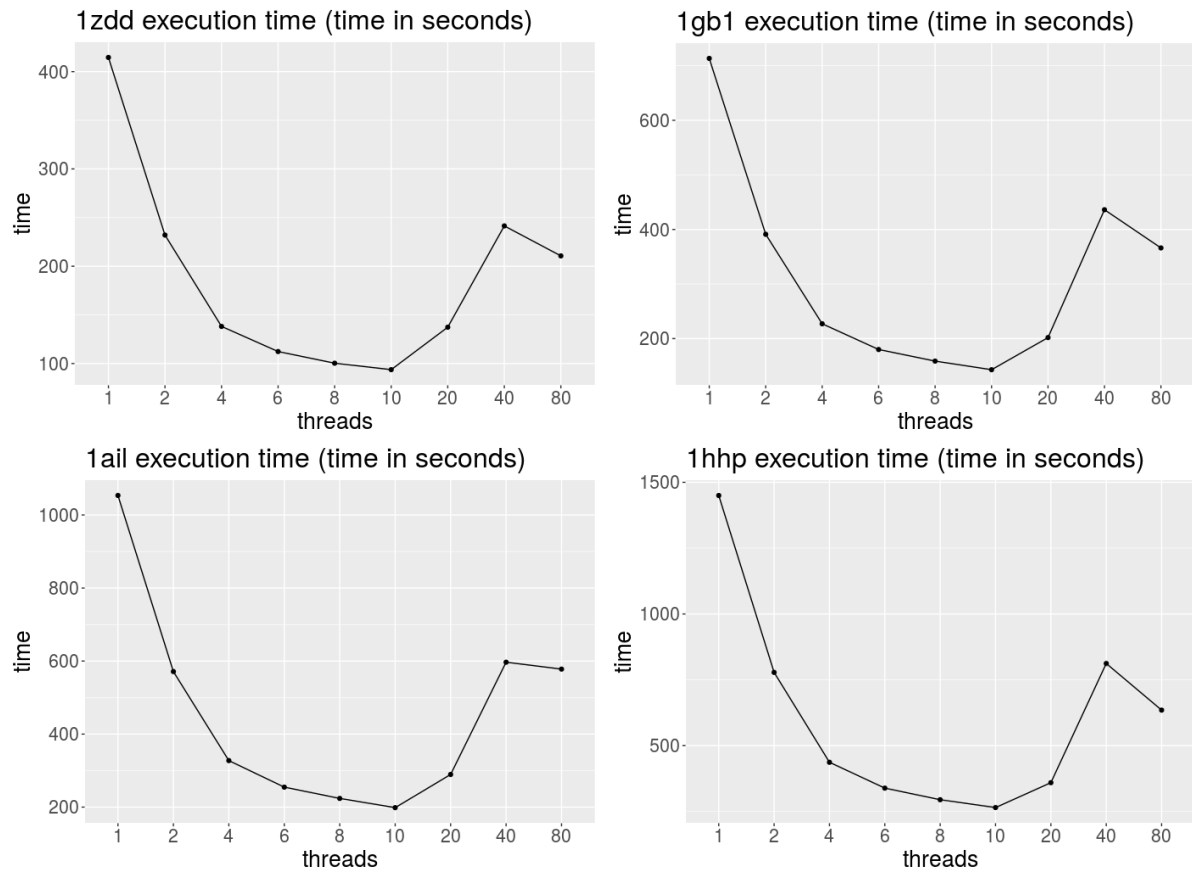 1zdd execution time (time in seconds)
400
300
200
100
time
1 2 4 6 8 10 20 40 80
threads
1gb1 execution time (time in seconds)
600
400
200
time
1 2 4 6 8 10 20 40 80
threads
1ail execution time (time in seconds)
1000
800
600
400
200
time
1 2 4 6 8 10 20 40 80
threads
1hhp execution time (time in seconds)
1500
1000
500
time
1 2 4 6 8 10 20 40 80
threads